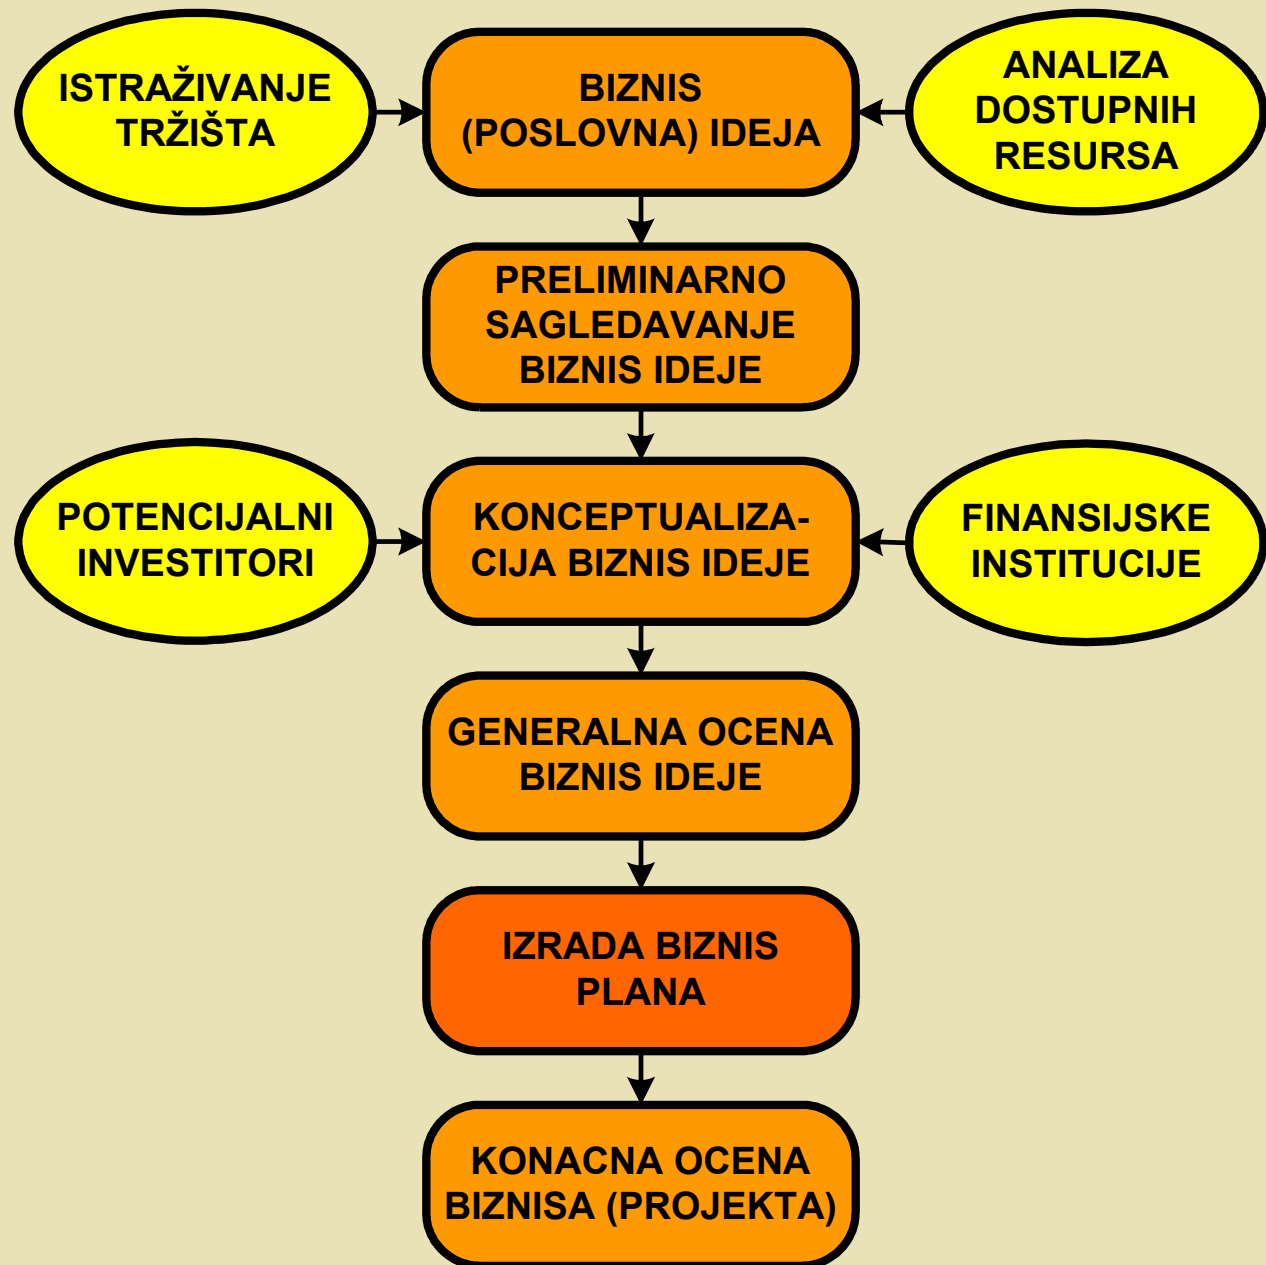 ISTRAŽIVANJE
TRŽIŠTA
BIZNIS
(POSLOVNA) IDEJA
ANALIZA
DOSTUPNIH
RESURSA
PRELIMINARNO
SAGLEDAVANJE
BIZNIS IDEJE
POTENCIJALNI
INVESTITORI
KONCEPTUALIZA-
CIJA BIZNIS IDEJE
FINANSIJSKE
INSTITUCIJE
GENERALNA OCENA
BIZNIS IDEJE
IZRADA BIZNIS
PLANA
KONACNA OCENA
BIZNISA (PROJEKTA)